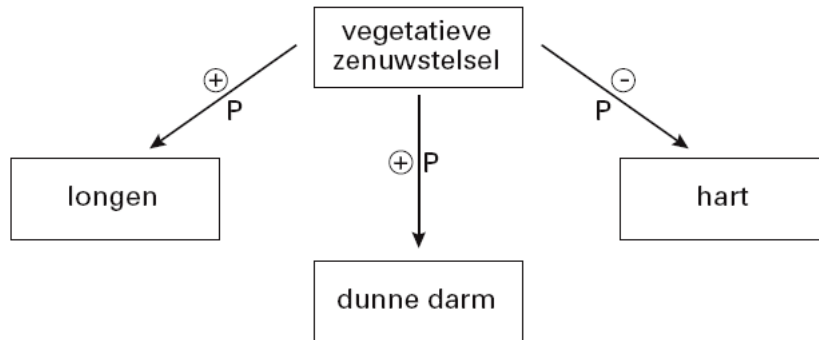 vegetatieve
zenuwstelsel
+
P
−
P
+ P
longen
hart
dunne darm